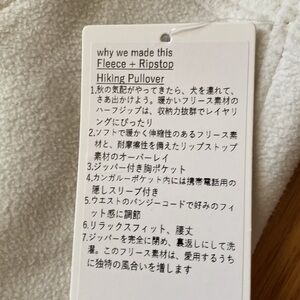 why we made this
Fleece + Ripstop
Hiking Pullover
1.秋の気配がやってきたら、犬を連れて、
さあ出かけよう。暖かいフリース素材の
ハーフジップは、収納力抜群でレイヤリ
ングにぴったり
2.ソフトで暖かく伸縮性のあるフリース素
材と、耐摩擦性を備えたリップストップ
素材のオーバーレイ
3.ジッパー付き胸ポケット
4.カンガルーポケット内には携帯電話用の
隠しスリーブ付き
5.ウエストのバンジーコードで好みのフィ
ット感に調節
6.リラックスフィット、腰丈
7.ジッパーを完全に閉め、裏返しにして洗
濯。このフリース素材は、愛用するうち
に独特の風合いを増します